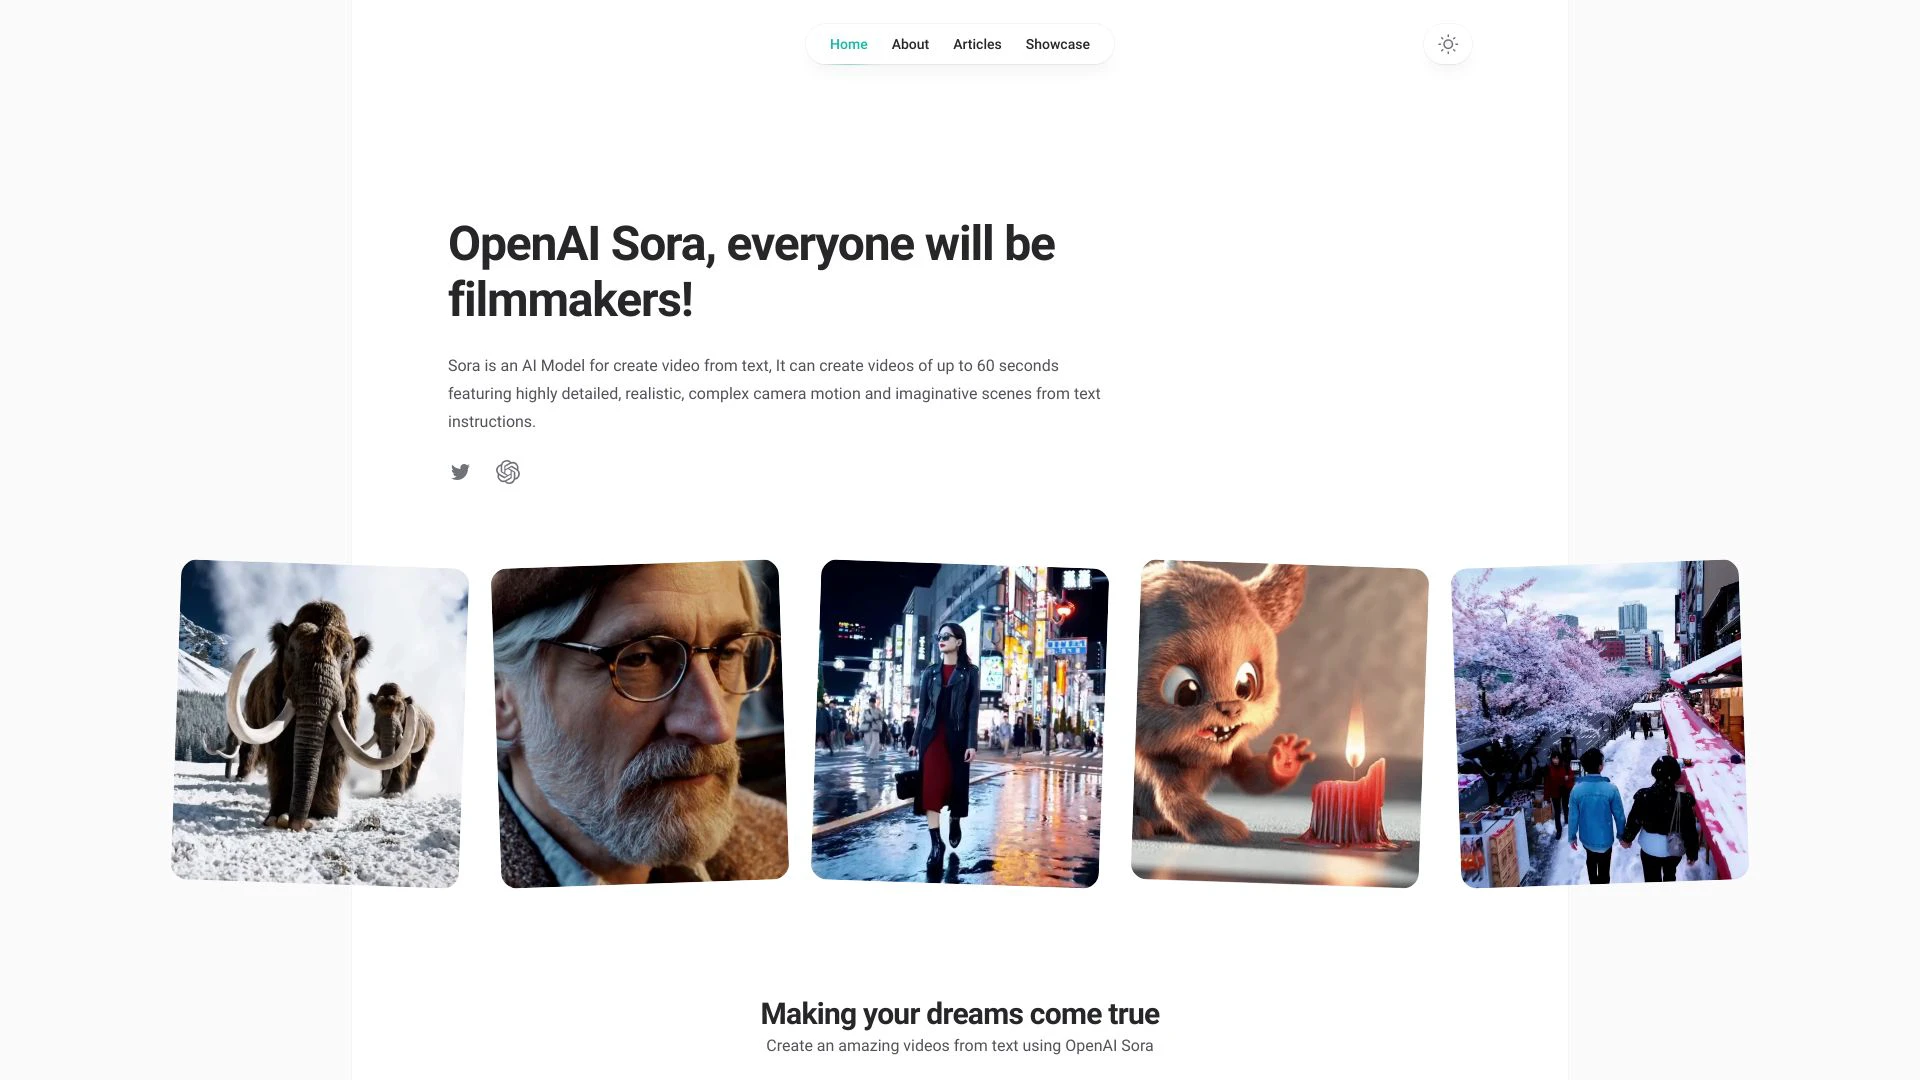 Home About Articles Showcase
OpenAI Sora, everyone will be
filmmakers!
Sora is an AI Model for create video from text, It can create videos of up to 60 seconds
featuring highly detailed, realistic, complex camera motion and imaginative scenes from text
instructions.
Making your dreams come true
Create an amazing videos from text using OpenAI Sora